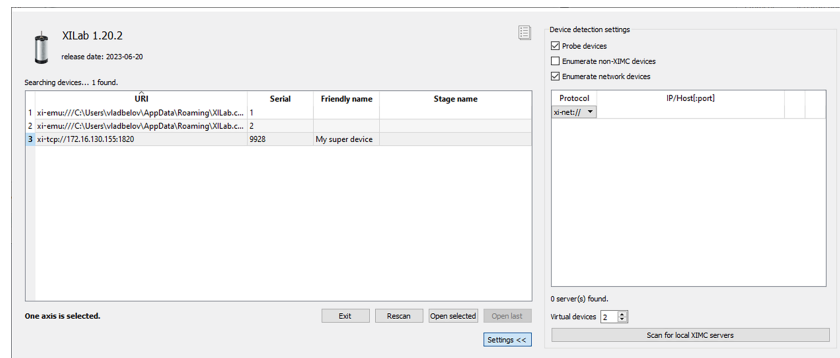 XILab 1.20.2
release date: 2023-06-20
Searching devices... 1 found.
URI Serial Friendly name Stage name
1 xi-emu:///C:\Users\vladbelov\AppData\Roaming\XILab.c... 1
2 xi-emu:///C:\Users\vladbelov\AppData\Roaming\XILab.c... 2
3 xi-tcp://172.16.130.155:1820 9928 My super device
One axis is selected.
Exit Rescan Open selected Open last
Settings <<
Device detection settings
Probe devices
Enumerate non-XIMC devices
Enumerate network devices
Protocol IP/Host[:port]
xi-net://
0 server(s) found.
Virtual devices 2
Scan for local XIMC servers